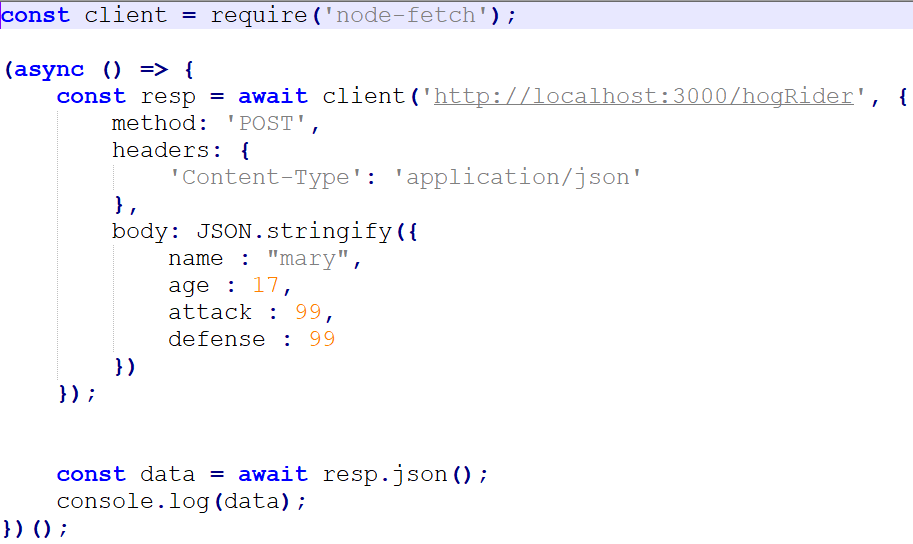 const client = require('node-fetch');
(async () => {
    const resp = await client('http://localhost:3000/hogRider', {
        method: 'POST',
        headers: {
            'Content-Type': 'application/json'
        },
        body: JSON.stringify({
            name : "mary",
            age : 17,
            attack : 99,
            defense : 99
        })
    });
    const data = await resp.json();
    console.log(data);
})();